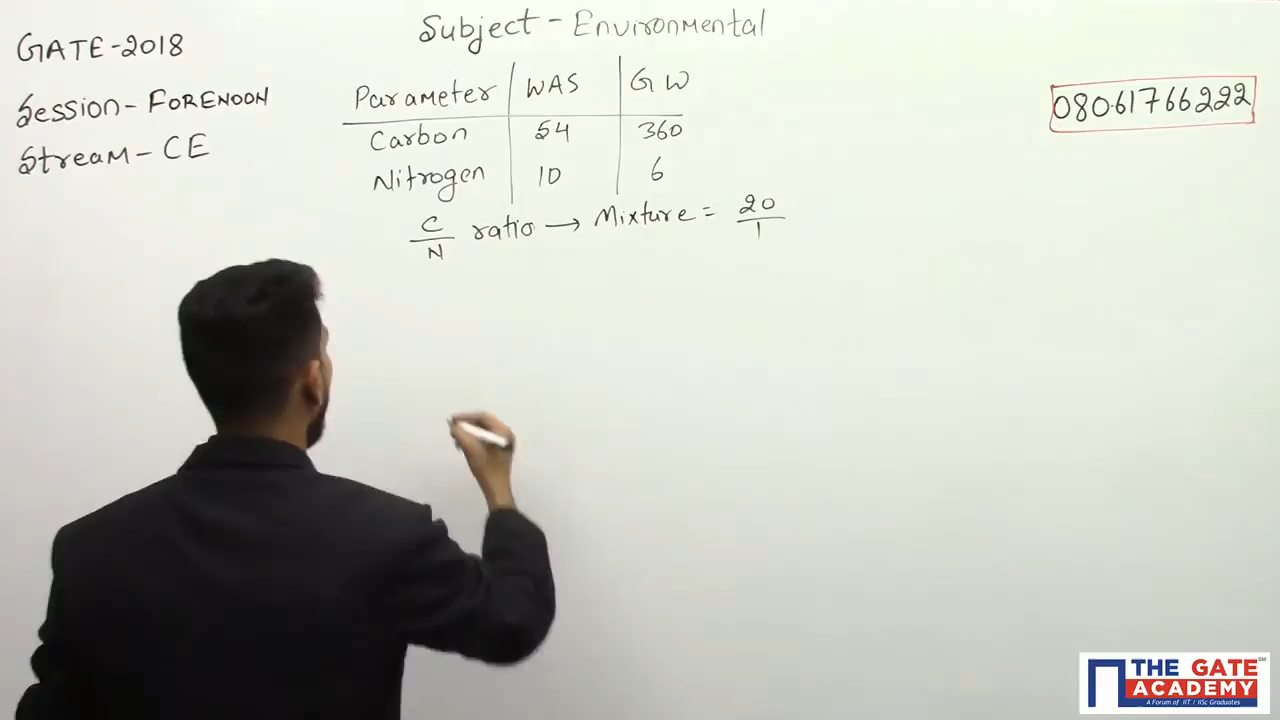 GATE-2018
Session- FORENOON
Stream- CE
Subject - Environmental
Parameter WAS GW
Carbon 54 360
Nitrogen 10 6
C/N ratio → Mixture = 20/1
08061766222
THE GATE ACADEMY
A Forum of IIT / IISc Graduates
SM